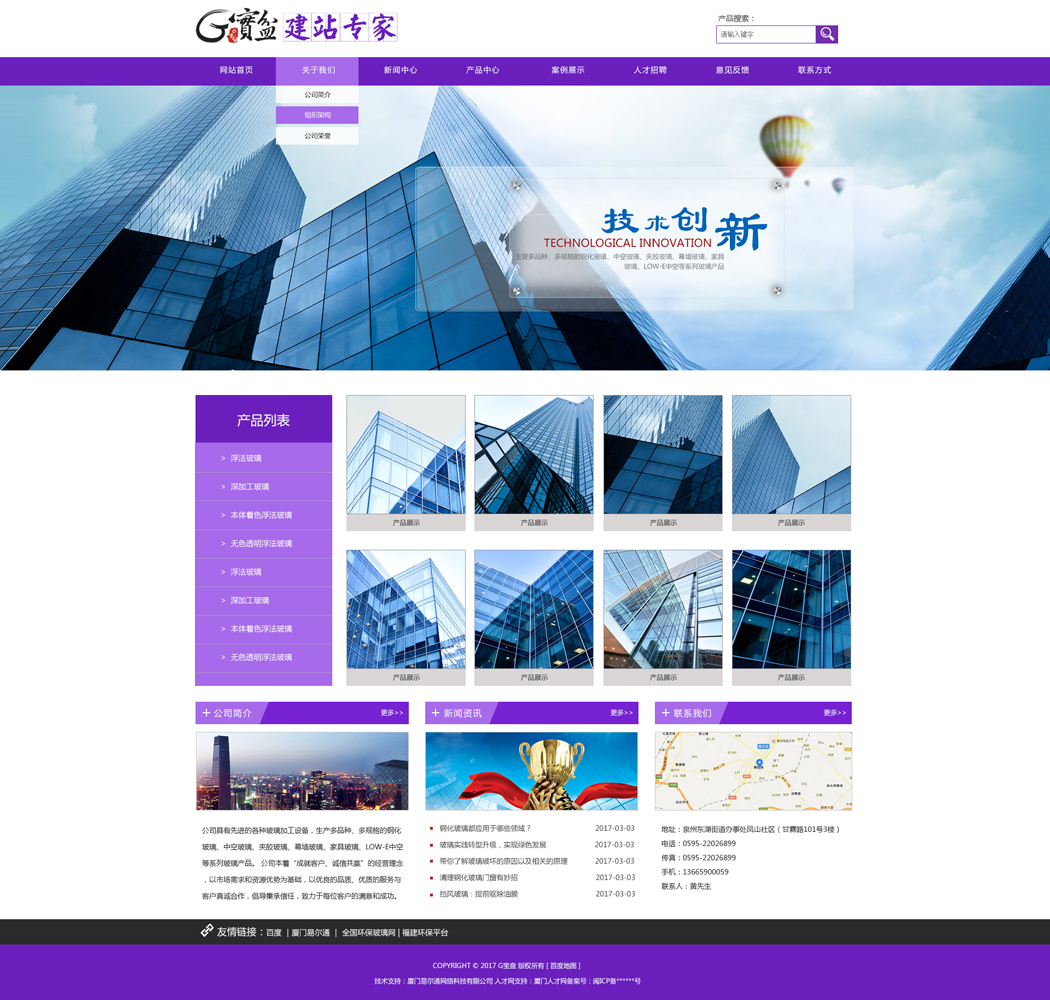 G寳盆 建站专家
产品搜索：
请输入鍵字
网站首页 关于我们 新闻中心 产品中心 案例展示 人才招聘 意见反馈 联系方式
公司简介
组织架构
公司荣誉
技术创新
TECHNOLOGICAL INNOVATION
主营多品种、多规格的钢化玻璃、中空玻璃、夹胶玻璃、幕墙玻璃、家具
玻璃、LOW-E中空等系列玻璃产品
产品列表
> 浮法玻璃
> 深加工玻璃
> 本体着色浮法玻璃
> 无色透明浮法玻璃
> 浮法玻璃
> 深加工玻璃
> 本体着色浮法玻璃
> 无色透明浮法玻璃
产品展示 产品展示 产品展示 产品展示
产品展示 产品展示 产品展示 产品展示
+ 公司简介 更多>>
公司具有先进的各种玻璃加工设备，生产多品种、多规格的钢化
玻璃、中空玻璃、夹胶玻璃、幕墙玻璃、家具玻璃、LOW-E中空
等系列玻璃产品。 公司本着“成就客户、诚信共赢”的经营理念
，以市场需求和资源优势为基础，以优良的品质、优质的服务与
客户真诚合作，倡导秉承信任，致力于每位客户的满意和成功。
+ 新闻资讯 更多>>
钢化玻璃都应用于哪些领域？ 2017-03-03
玻璃实践转型升级，实现绿色发展 2017-03-03
带你了解玻璃破坏的原因以及相关的原理 2017-03-03
清理钢化玻璃门窗有妙招 2017-03-03
挡风玻璃：提前驱除油膜 2017-03-03
+ 联系我们 更多>>
地址：泉州东湖街道办事处凤山社区（甘霖路101号3楼）
电话：0595-22026899
传真：0595-22026899
手机：13665900059
联系人：黄先生
友情链接：百度 | 厦门易尔通 | 全国环保玻璃网 | 福建环保平台
COPYRIGHT © 2017 G宝盘 版权所有 [ 百度地图 ]
技术支持：厦门易尔通网络科技有限公司 人才网支持：厦门人才网备案号：闽ICP备******号